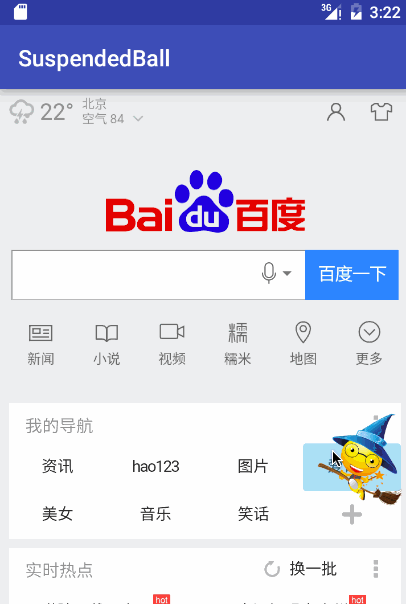 3G 3:22
SuspendedBall
22° 北京
空气 84
Bai du 百度
百度一下
新闻 小说 视频 糯米 地图 更多
糯
我的导航
资讯 hao123 图片
美女 音乐 笑话
实时热点 换一批
hot hot